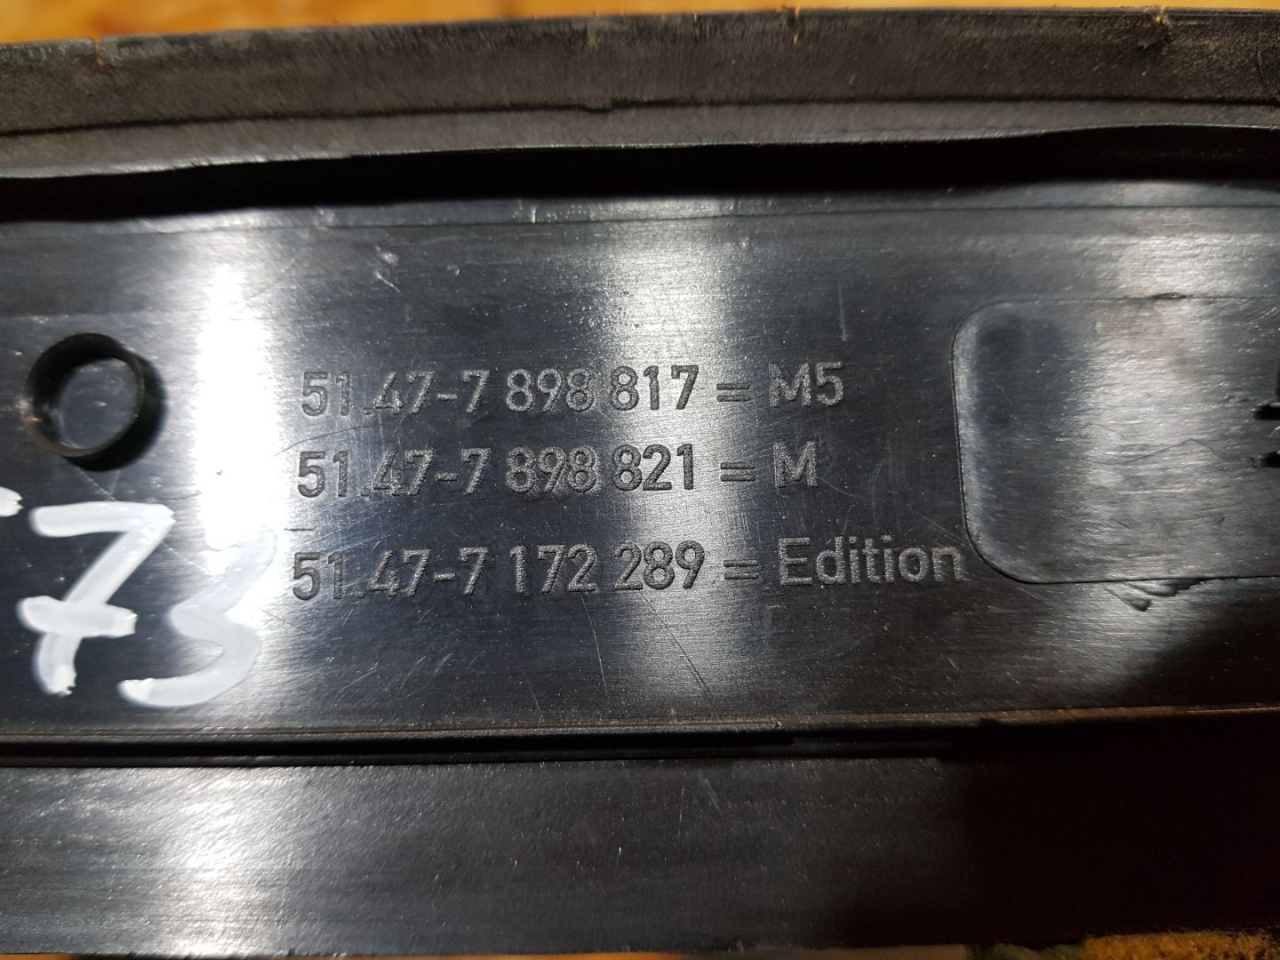 51.47-7 898 817 = M5
51.47-7 898 821 = M
51.47-7 172 289 = Edition
73